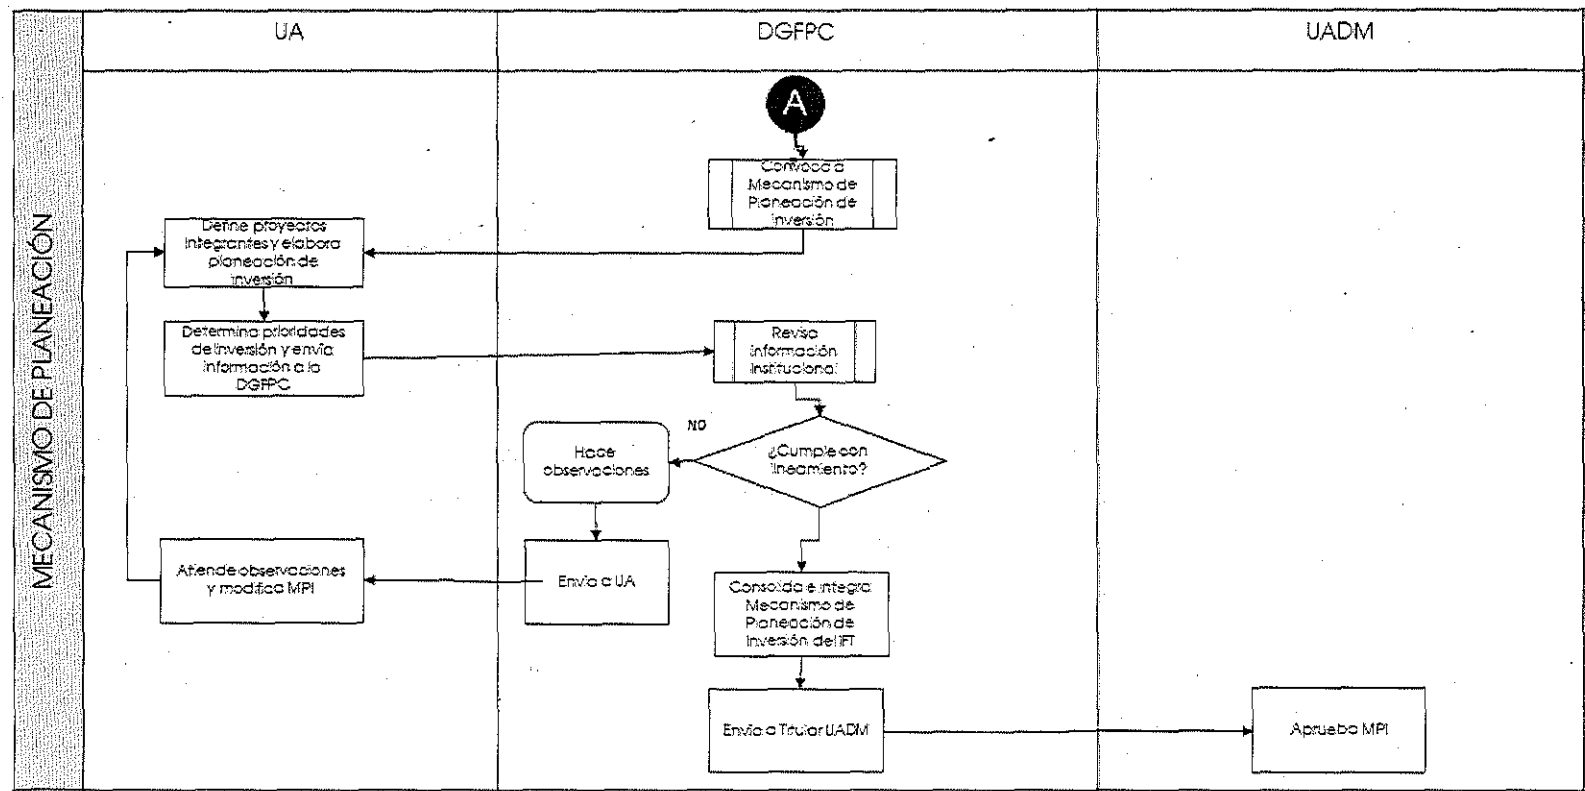 UA
DGFPC
UADM
MECANISMO DE PLANEACIÓN
A
Convoca a
Mecanismo de
Planeación de
Inversión
Define proyectos
integrantes y elabora
planeación de
inversión
Determina prioridades
de inversión y envía
información a la
DGFPC
Revisa
Información
Institucional
NO
¿Cumple con
lineamiento?
Hace
observaciones
Envía a UA
Atiende observaciones
y modifica MPI
Consolida e integra
Mecanismo de
Planeación de
Inversión del IFT
Envía a Titular UADM
Aprueba MPI